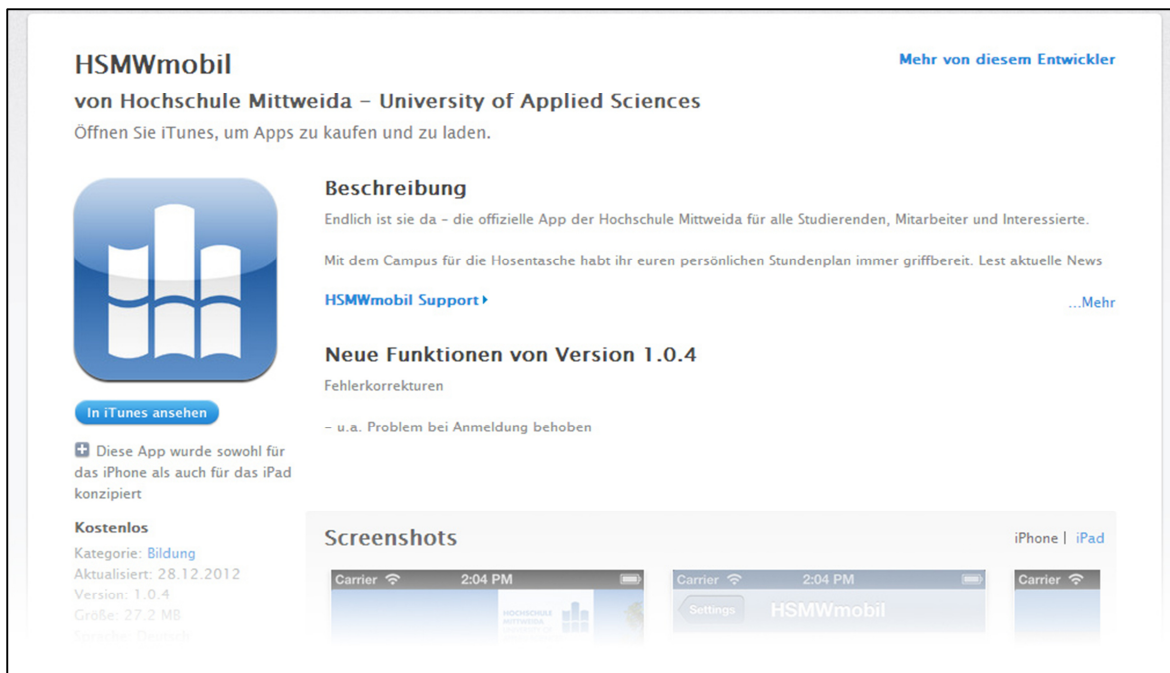 HSMWmobil
Mehr von diesem Entwickler
von Hochschule Mittweida – University of Applied Sciences
Öffnen Sie iTunes, um Apps zu kaufen und zu laden.
Beschreibung
Endlich ist sie da – die offizielle App der Hochschule Mittweida für alle Studierenden, Mitarbeiter und Interessierte.
Mit dem Campus für die Hosentasche habt ihr euren persönlichen Stundenplan immer griffbereit. Lest aktuelle News
HSMWmobil Support
...Mehr
Neue Funktionen von Version 1.0.4
Fehlerkorrekturen
– u.a. Problem bei Anmeldung behoben
In iTunes ansehen
Diese App wurde sowohl für
das iPhone als auch für das iPad
konzipiert
Kostenlos
Kategorie: Bildung
Aktualisiert: 28.12.2012
Version: 1.0.4
Größe: 27.2 MB
Sprache: Deutsch
Screenshots
iPhone | iPad
Carrier 2:04 PM
HOCHSCHULE
MITTWEIDA
Carrier 2:04 PM
Settings HSMWmobil
Carrier